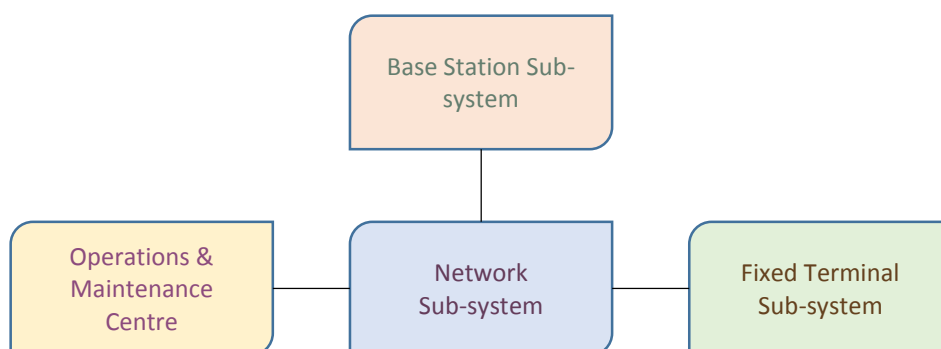 Base Station Sub-
system
Operations &
Maintenance
Centre
Network
Sub-system
Fixed Terminal
Sub-system